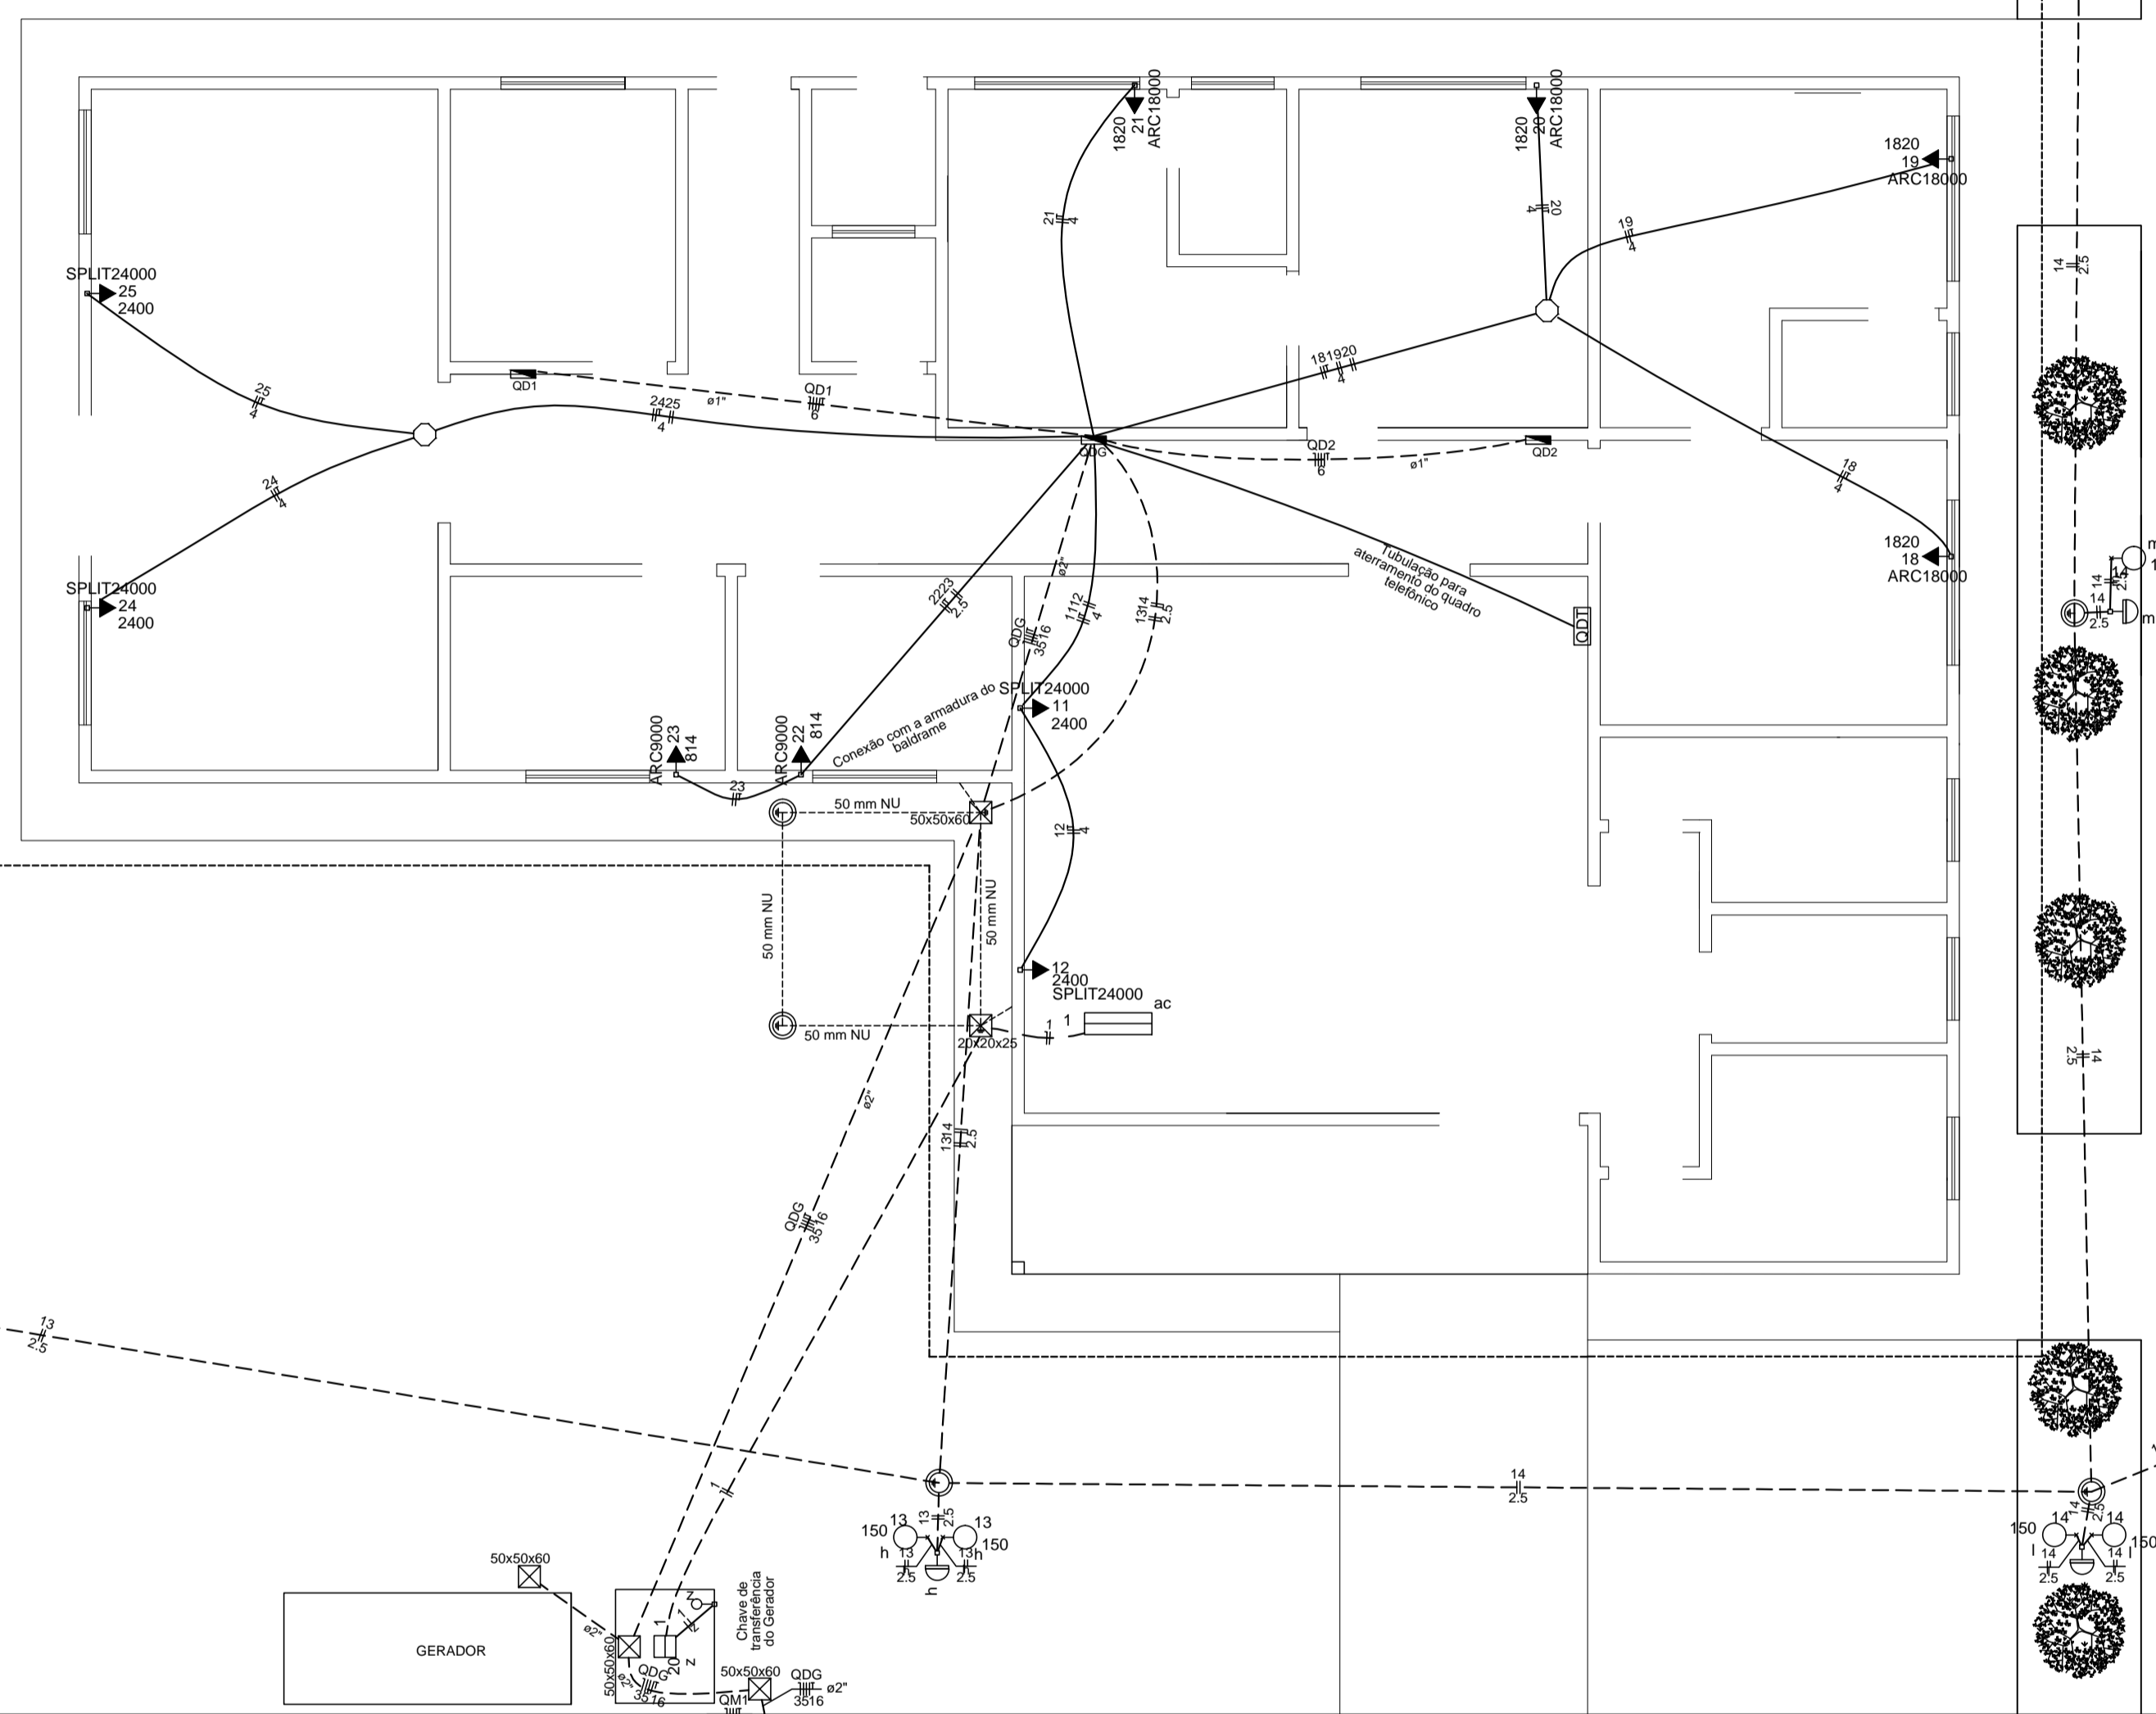 1820
21
ARC18000
1820
20
ARC18000
1820
19
ARC18000
21
4
20
4
19
4
14
2.5
SPLIT24000
25
2400
181920
4
QD1
QD1
6
ø1"
25
4
2425
4
QDG
QD2
6
ø1"
QD2
24
4
18
4
1820
18
ARC18000
SPLIT24000
24
2400
2223
2.5
ø2"
1112
4
1314
2.5
QDG
3516
Tubulação para
aterramento do quadro
telefônico
QDT
14
2.5
14
14
2.5
m
1
m
SPLIT24000
11
2400
Conexão com a armadura do
baldrame
ARC9000
23
814
ARC9000
22
814
23
50 mm NU
50x50x60
12
4
50 mm NU
50 mm NU
12
2400
SPLIT24000
ac
1
1
50 mm NU
20x20x25
14
2.5
ø2"
1314
2.5
QDG
3516
13
2.5
1
14
2.5
13
2.5
150
13
13
150
h
13
2.5
13
h
2.5
h
14
2.5
150
14
14
150
l
14
2.5
14
l
2.5
50x50x60
ø2"
GERADOR
50x50x60
z
1
z
1
20
z
Chave de
transferência
do Gerador
ø2"
QDG
3516
50x50x60
QDG
3516
ø2"
QM1